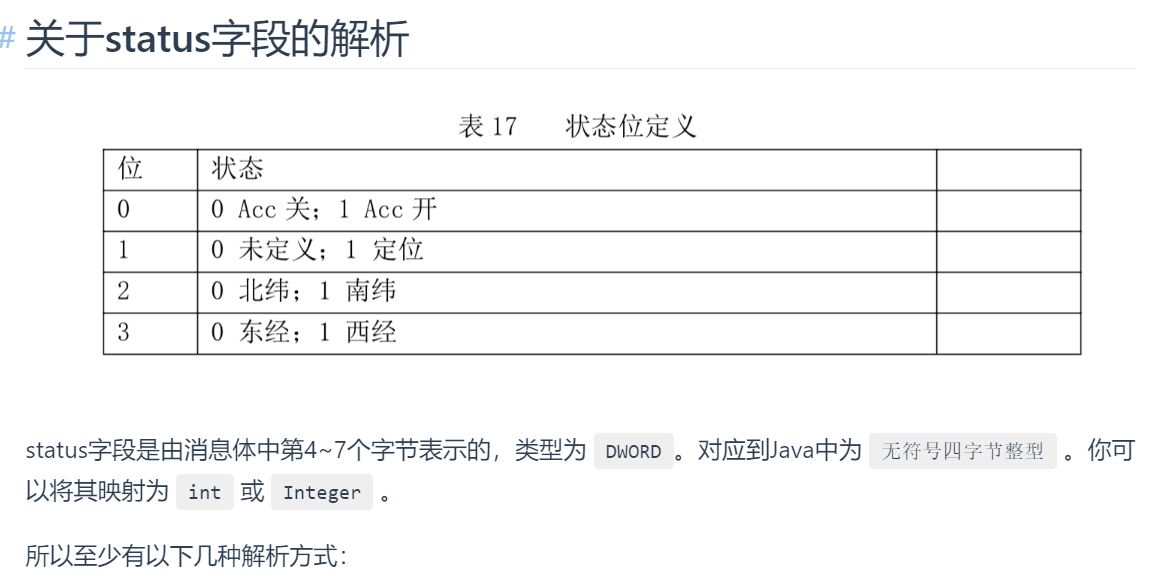 # 关于status字段的解析
表 17 状态位定义
位 状态
0 0 Acc 关；1 Acc 开
1 0 未定义；1 定位
2 0 北纬；1 南纬
3 0 东经；1 西经
status字段是由消息体中第4~7个字节表示的，类型为 DWORD 。对应到Java中为 无符号四字节整型 。你可
以将其映射为 int 或 Integer 。
所以至少有以下几种解析方式：